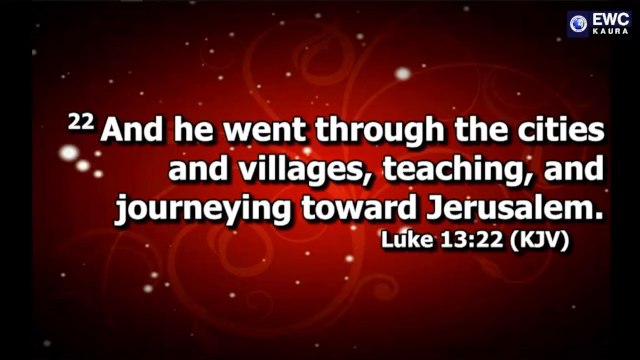 EWC
KAURA
22 And he went through the cities
and villages, teaching, and
journeying toward Jerusalem.
Luke 13:22 (KJV)